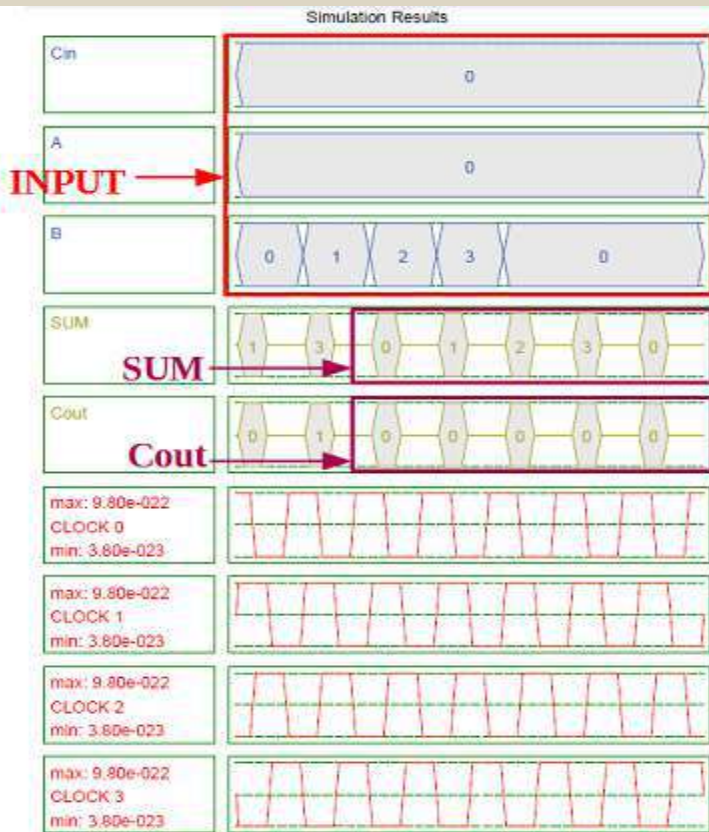 Simulation Results
Cin
0
A
0
INPUT
B
0 1 2 3 0
SUM
1 3 0 1 2 3 0
SUM
Cout
0 1 0 0 0 0 0
Cout
max: 9.80e-022
CLOCK 0
min: 3.80e-023
max: 9.80e-022
CLOCK 1
min: 3.80e-023
max: 9.80e-022
CLOCK 2
min: 3.80e-023
max: 9.80e-022
CLOCK 3
min: 3.80e-023